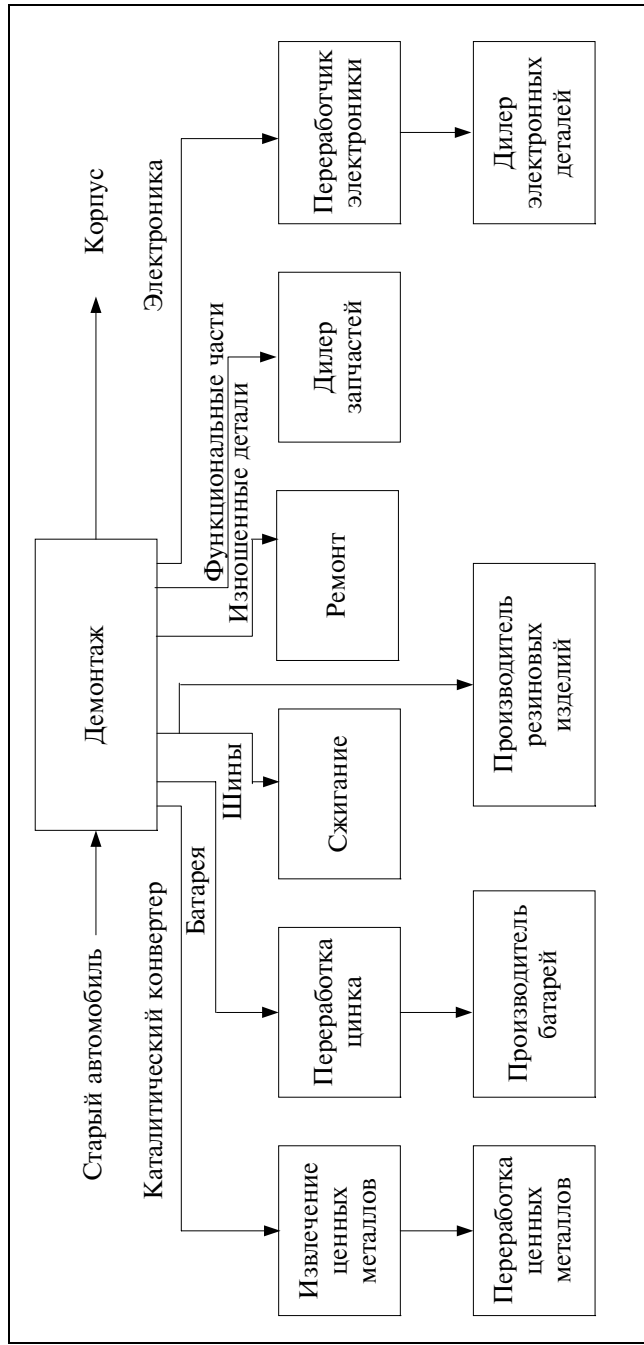 Старый автомобиль
Демонтаж
Корпус
Каталитический конвертер
Батарея
Шины
Изношенные детали
Функциональные части
Электроника
Извлечение
ценных
металлов
Переработка
цинка
Сжигание
Ремонт
Дилер
запчастей
Переработчик
электроники
Переработка
ценных
металлов
Производитель
батарей
Производитель
резиновых
изделий
Дилер
электронных
деталей